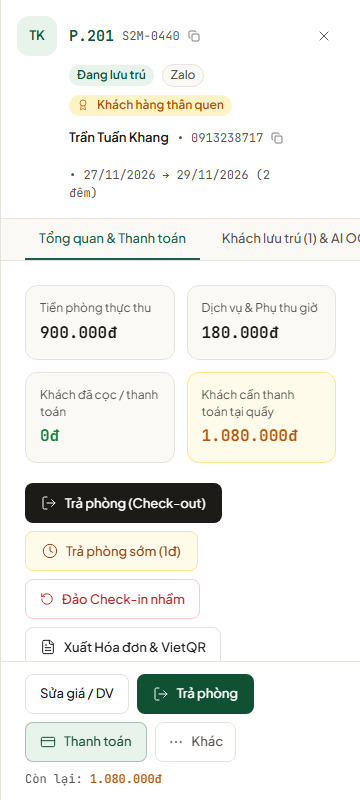 TK
P.201 S2M-0440
Đang lưu trú Zalo
Khách hàng thân quen
Trần Tuấn Khang • 0913238717
• 27/11/2026 → 29/11/2026 (2
đêm)
Tổng quan & Thanh toán Khách lưu trú (1) & AI O
Tiền phòng thực thu
900.000đ
Dịch vụ & Phụ thu giờ
180.000đ
Khách đã cọc / thanh
toán
0đ
Khách cần thanh
toán tại quầy
1.080.000đ
Trả phòng (Check-out)
Trả phòng sớm (1đ)
Đảo Check-in nhầm
Xuất Hóa đơn & VietQR
Sửa giá / DV Trả phòng
Thanh toán ··· Khác
Còn lại: 1.080.000đ